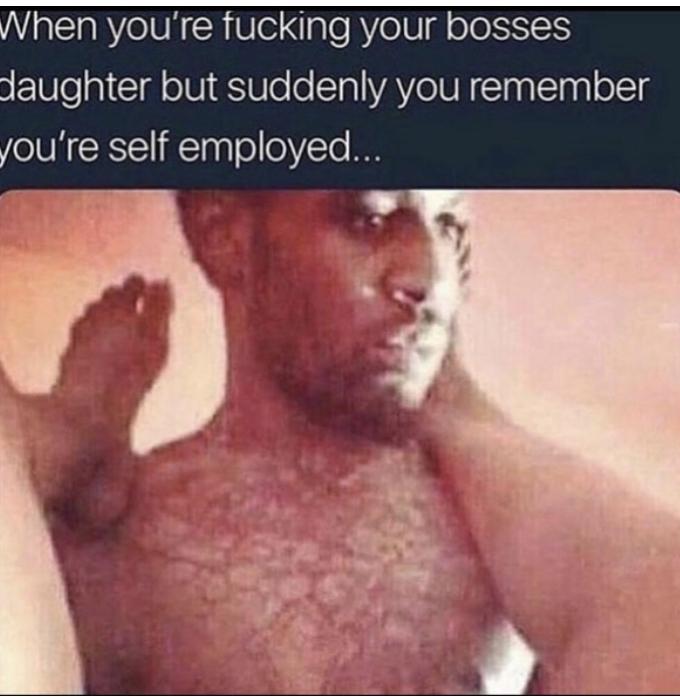 When you're fucking your bosses
daughter but suddenly you remember
you're self employed...